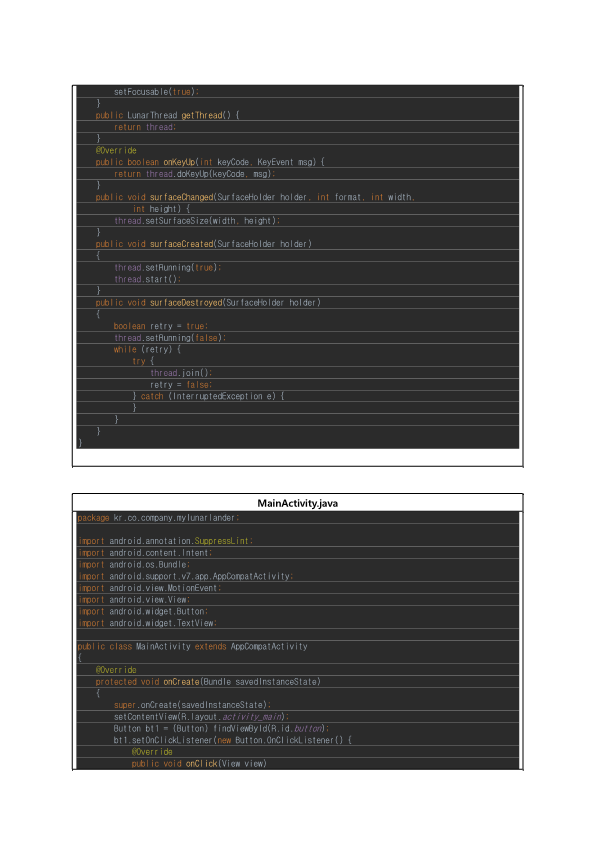 setFocusable(true);
    }
    public LunarThread getThread() {
        return thread;
    }
    @Override
    public boolean onKeyUp(int keyCode, KeyEvent msg) {
        return thread.doKeyUp(keyCode, msg);
    }
    public void surfaceChanged(SurfaceHolder holder, int format, int width,
            int height) {
        thread.setSurfaceSize(width, height);
    }
    public void surfaceCreated(SurfaceHolder holder)
    {
        thread.setRunning(true);
        thread.start();
    }
    public void surfaceDestroyed(SurfaceHolder holder)
    {
        boolean retry = true;
        thread.setRunning(false);
        while (retry) {
            try {
                thread.join();
                retry = false;
            } catch (InterruptedException e) {
            }
        }
    }
}
MainActivity.java
package kr.co.company.mylunarlander;
import android.annotation.SuppressLint;
import android.content.Intent;
import android.os.Bundle;
import android.support.v7.app.AppCompatActivity;
import android.view.MotionEvent;
import android.view.View;
import android.widget.Button;
import android.widget.TextView;
public class MainActivity extends AppCompatActivity
{
    @Override
    protected void onCreate(Bundle savedInstanceState)
    {
        super.onCreate(savedInstanceState);
        setContentView(R.layout.activity_main);
        Button bt1 = (Button) findViewById(R.id.button);
        bt1.setOnClickListener(new Button.OnClickListener() {
            @Override
            public void onClick(View view)